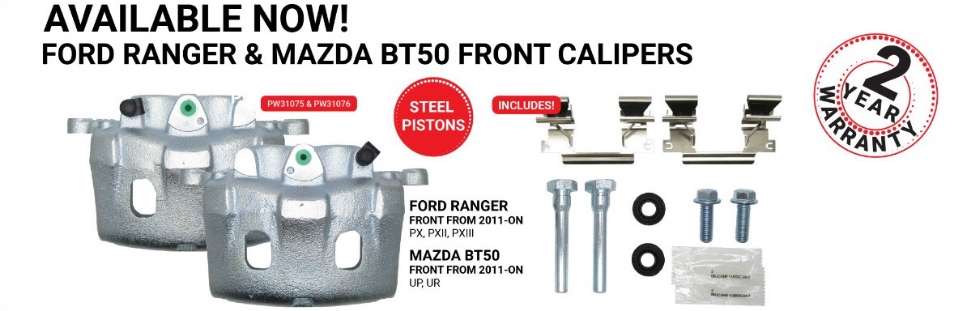 AVAILABLE NOW!
FORD RANGER & MAZDA BT50 FRONT CALIPERS
PW31075 & PW31076
STEEL
PISTONS
INCLUDES!
2
YEAR
WARRANTY
FORD RANGER
FRONT FROM 2011-ON
PX, PXII, PXIII
MAZDA BT50
FRONT FROM 2011-ON
UP, UR